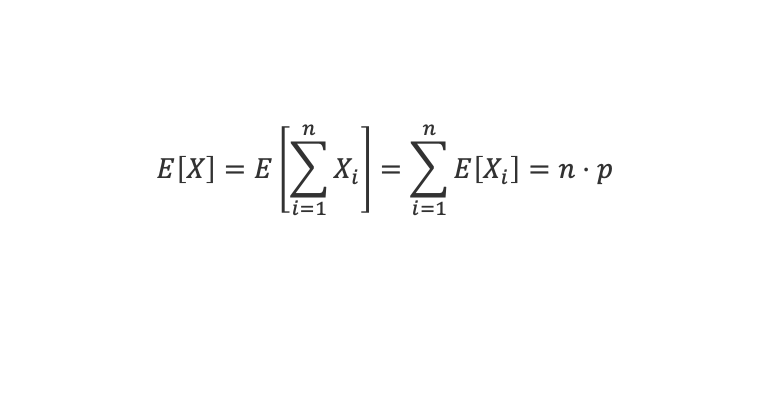 E[X] = E[∑_{i=1}^{n} X_i] = ∑_{i=1}^{n} E[X_i] = n · p